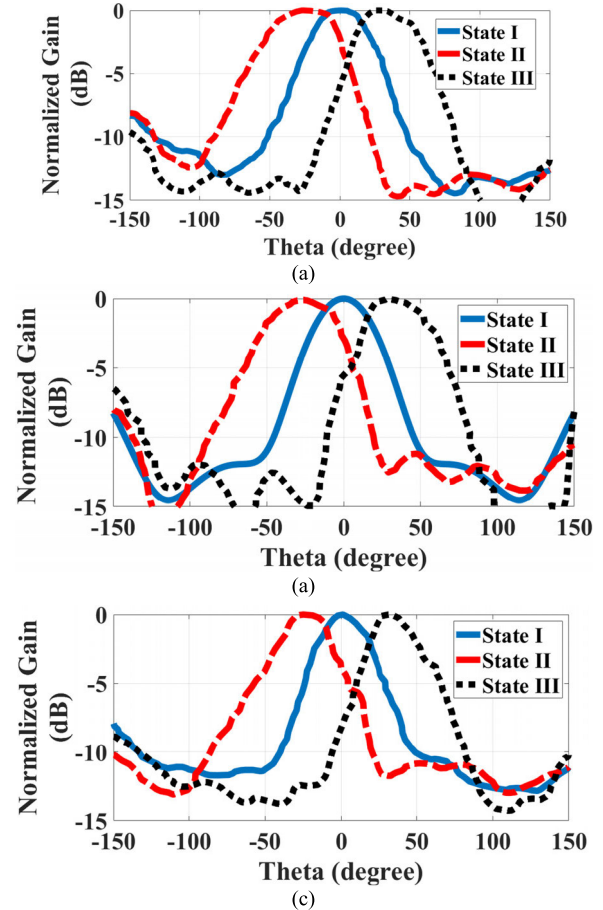 0
-5
-10
-15
-150 -100 -50 0 50 100 150
Normalized Gain
(dB)
Theta (degree)
State I
State II
State III
(a)
0
-5
-10
-15
-150 -100 -50 0 50 100 150
Normalized Gain
(dB)
Theta (degree)
State I
State II
State III
(a)
0
-5
-10
-15
-150 -100 -50 0 50 100 150
Normalized Gain
(dB)
Theta (degree)
State I
State II
State III
(c)